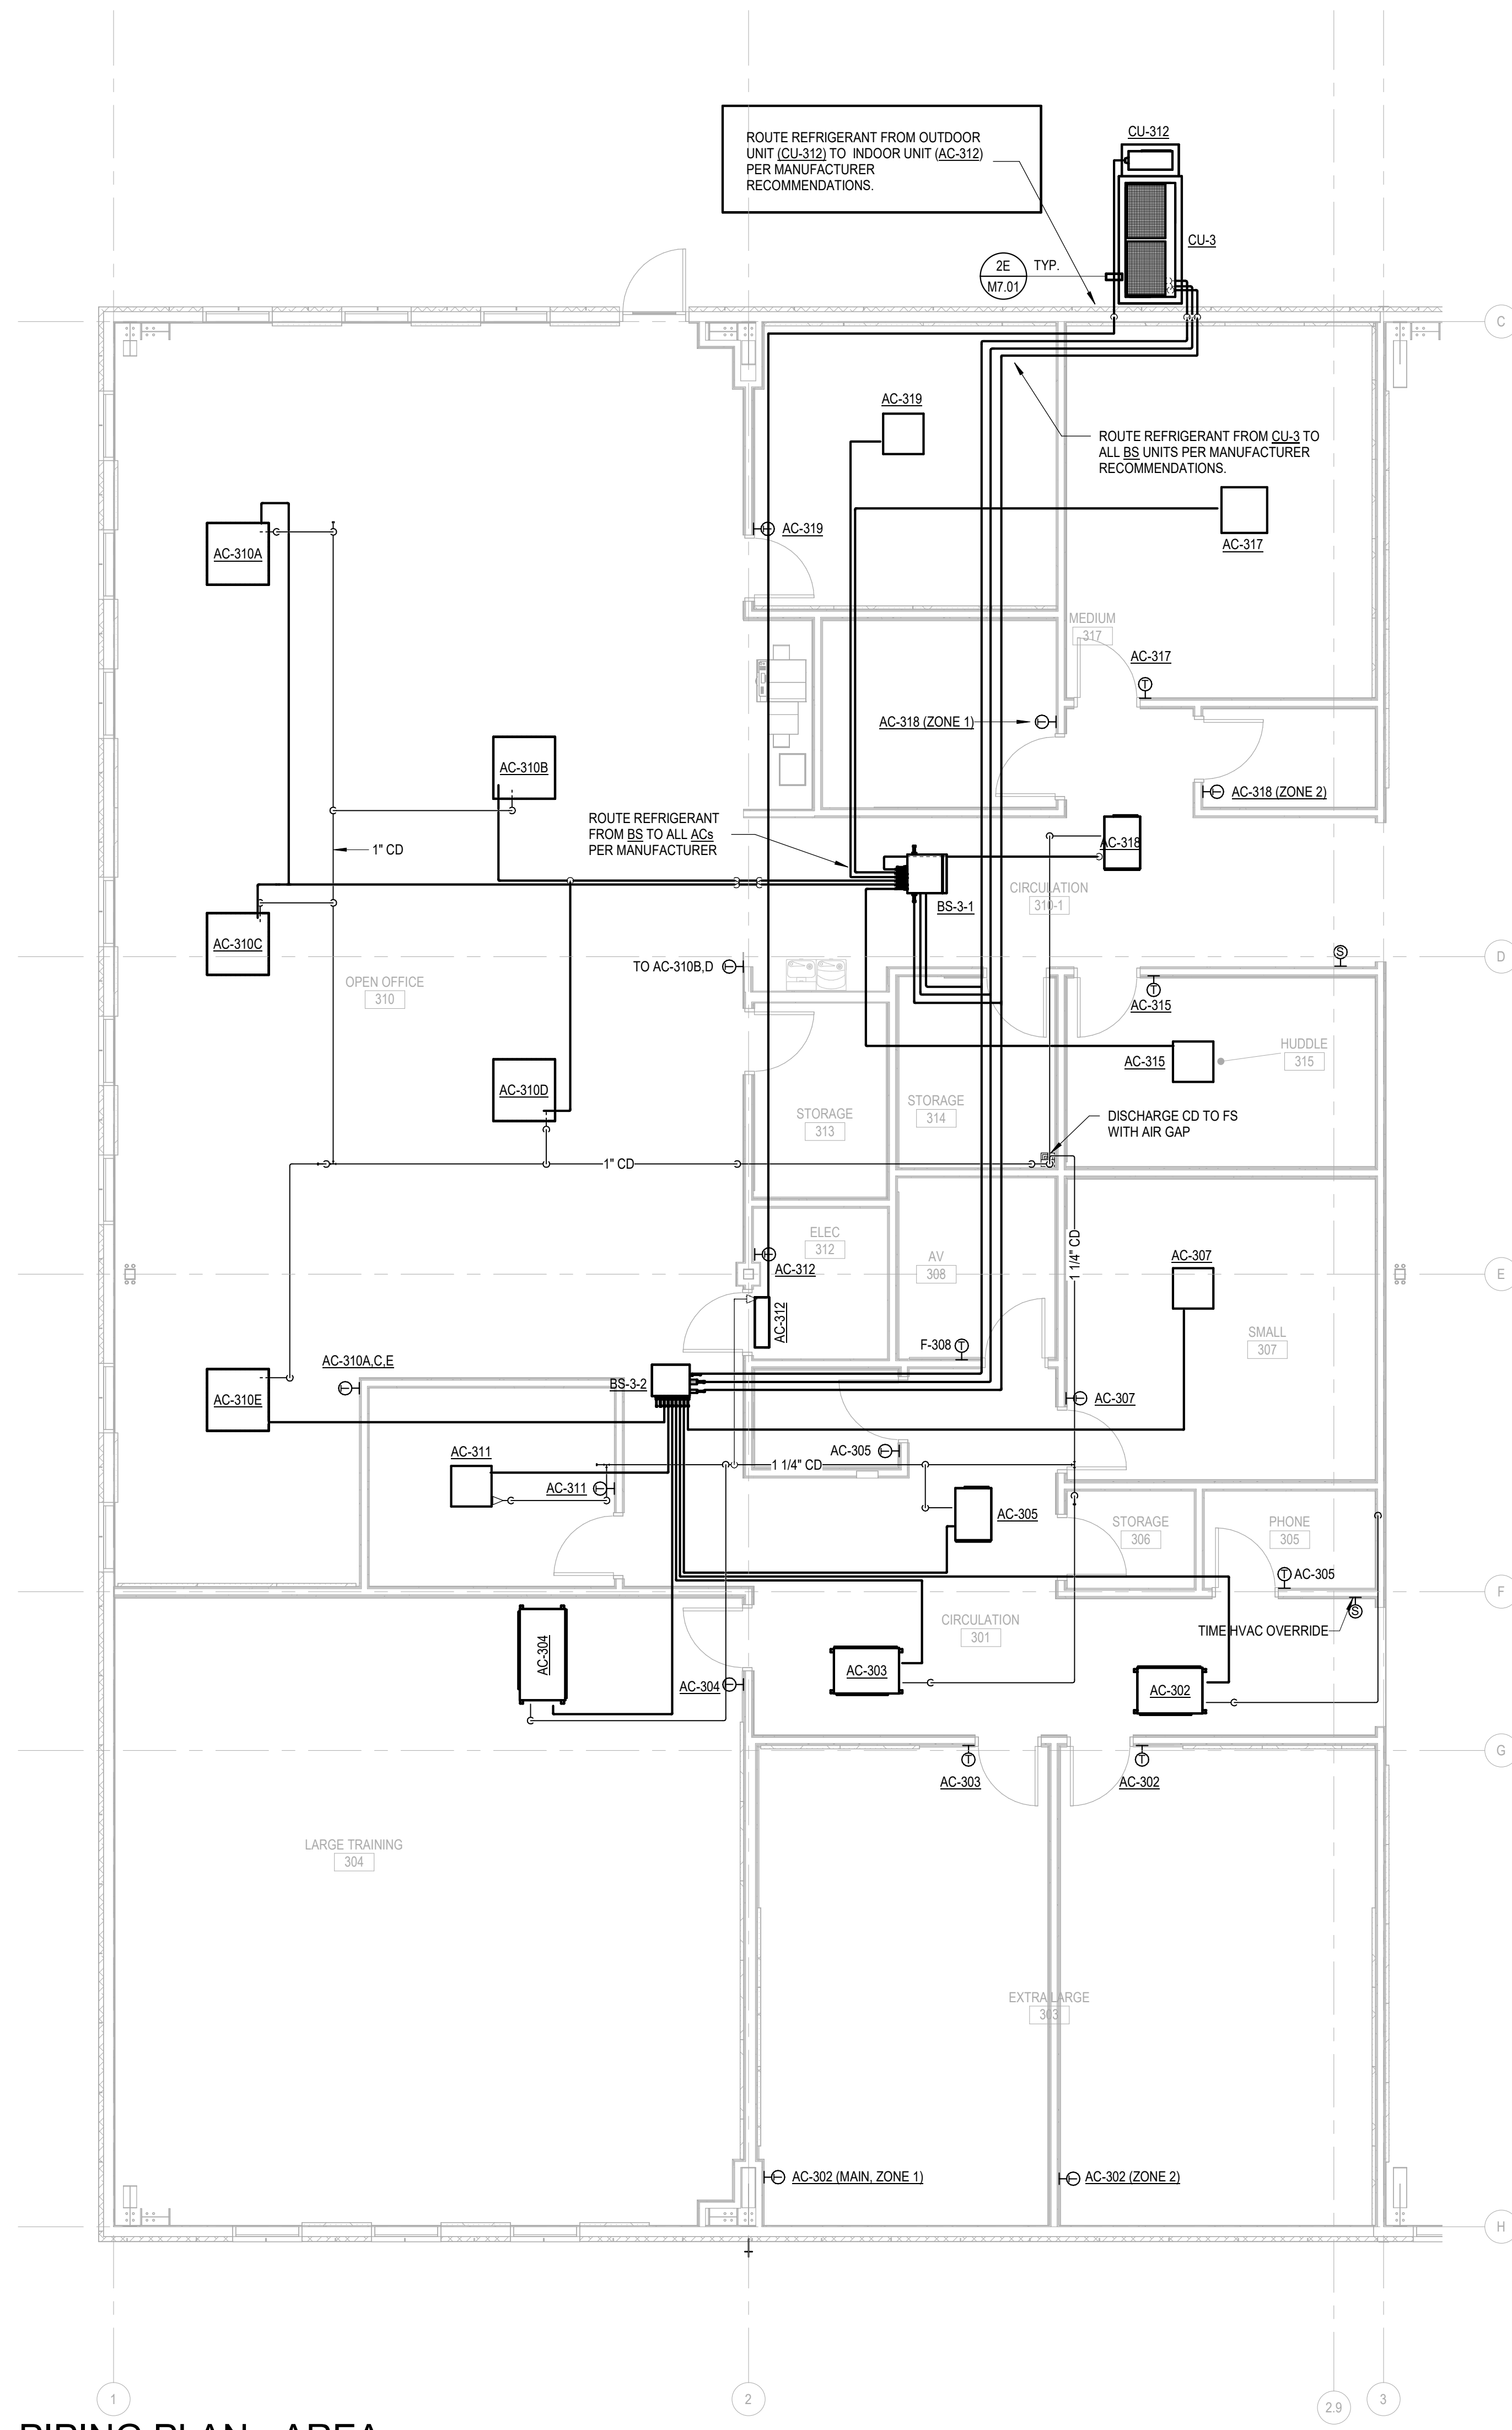 CU-312
ROUTE REFRIGERANT FROM OUTDOOR
UNIT (CU-312) TO INDOOR UNIT (AC-312)
PER MANUFACTURER
RECOMMENDATIONS.
CU-3
2E
M7.01
TYP.
C
AC-319
ROUTE REFRIGERANT FROM CU-3 TO
ALL BS UNITS PER MANUFACTURER
RECOMMENDATIONS.
AC-319
AC-317
AC-310A
MEDIUM
317
AC-317
T
AC-318 (ZONE 1)
T
AC-310B
T
AC-318 (ZONE 2)
ROUTE REFRIGERANT
FROM BS TO ALL ACs
PER MANUFACTURER
1" CD
AC-318
CIRCULATION
310-1
BS-3-1
AC-310C
TO AC-310B,D
S
D
OPEN OFFICE
310
T
AC-315
HUDDLE
315
AC-315
AC-310D
STORAGE
313
STORAGE
314
DISCHARGE CD TO FS
WITH AIR GAP
1" CD
ELEC
312
AV
308
1 1/4" CD
AC-307
AC-312
E
AC-312
SMALL
307
F-308
T
AC-310A,C,E
BS-3-2
AC-310E
AC-307
AC-311
AC-305
1 1/4" CD
AC-311
AC-305
STORAGE
306
PHONE
305
T
AC-305
F
S
TIME HVAC OVERRIDE
CIRCULATION
301
AC-304
AC-303
AC-302
AC-304
G
T
AC-303
T
AC-302
LARGE TRAINING
304
EXTRA LARGE
303
AC-302 (MAIN, ZONE 1)
AC-302 (ZONE 2)
H
1
2
2.9
3
PIPING PLAN - AREA